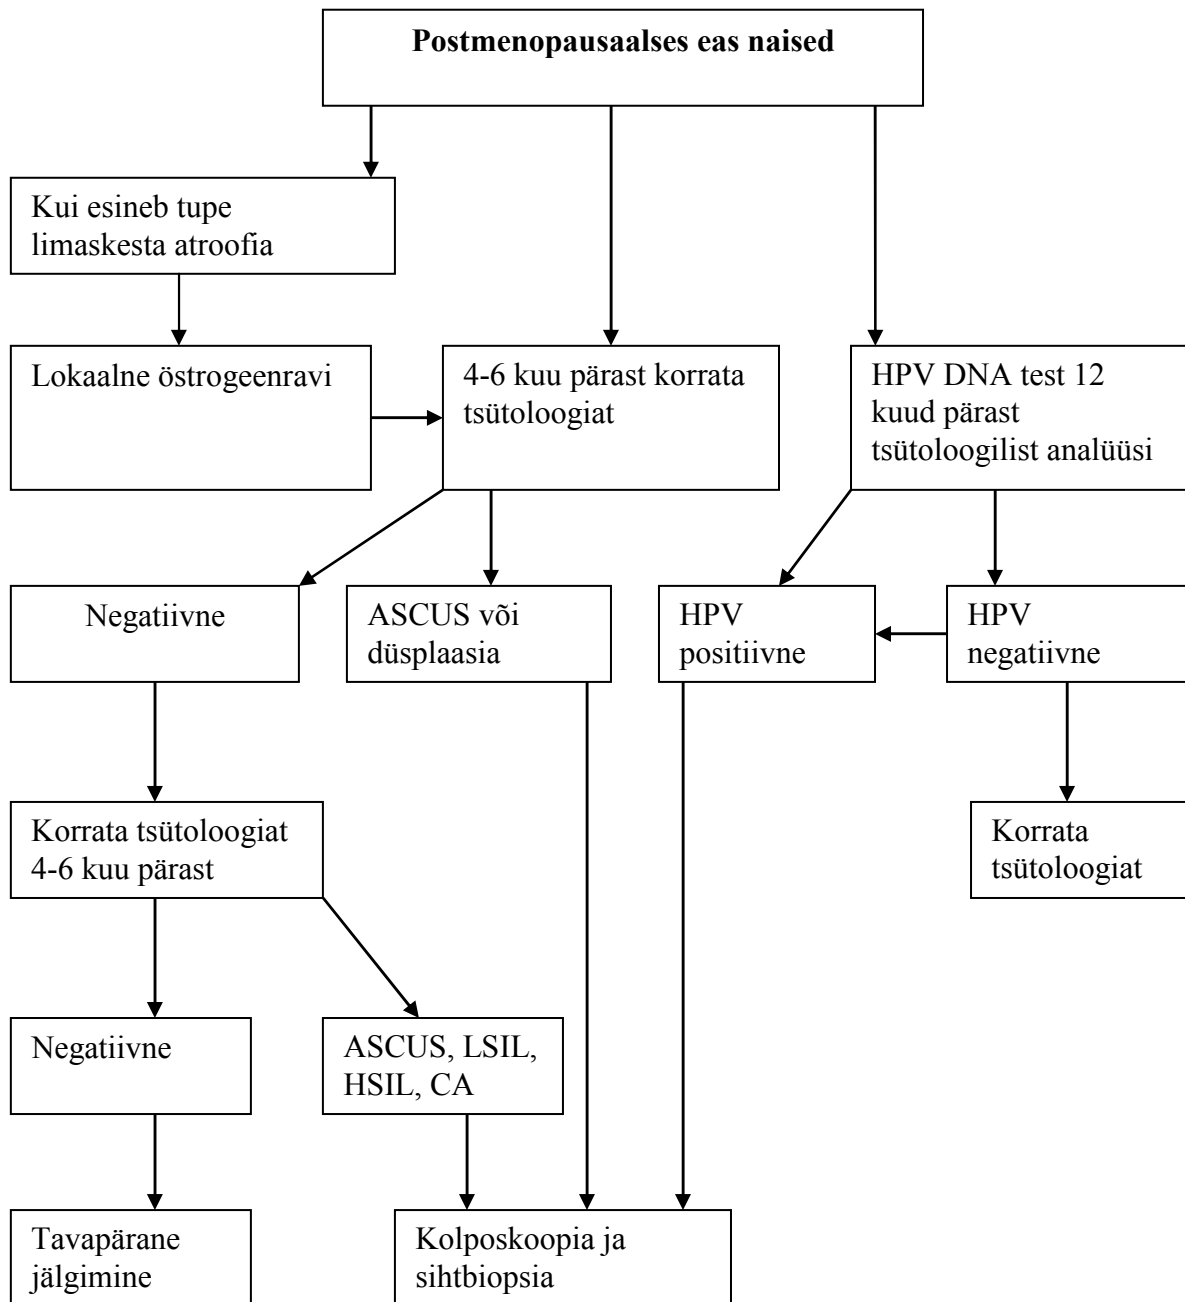 Postmenopausaalses eas naised
Kui esineb tupe
limaskesta atroofia
Lokaalne östrogeenravi
4-6 kuu pärast korrata
tsütoloogiat
HPV DNA test 12
kuud pärast
tsütoloogilist analüüsi
Negatiivne
ASCUS või
düsplaasia
HPV
positiivne
HPV
negatiivne
Korrata tsütoloogiat
4-6 kuu pärast
Korrata
tsütoloogiat
Negatiivne
ASCUS, LSIL,
HSIL, CA
Tavapärane
jälgimine
Kolposkoopia ja
sihtbiopsia